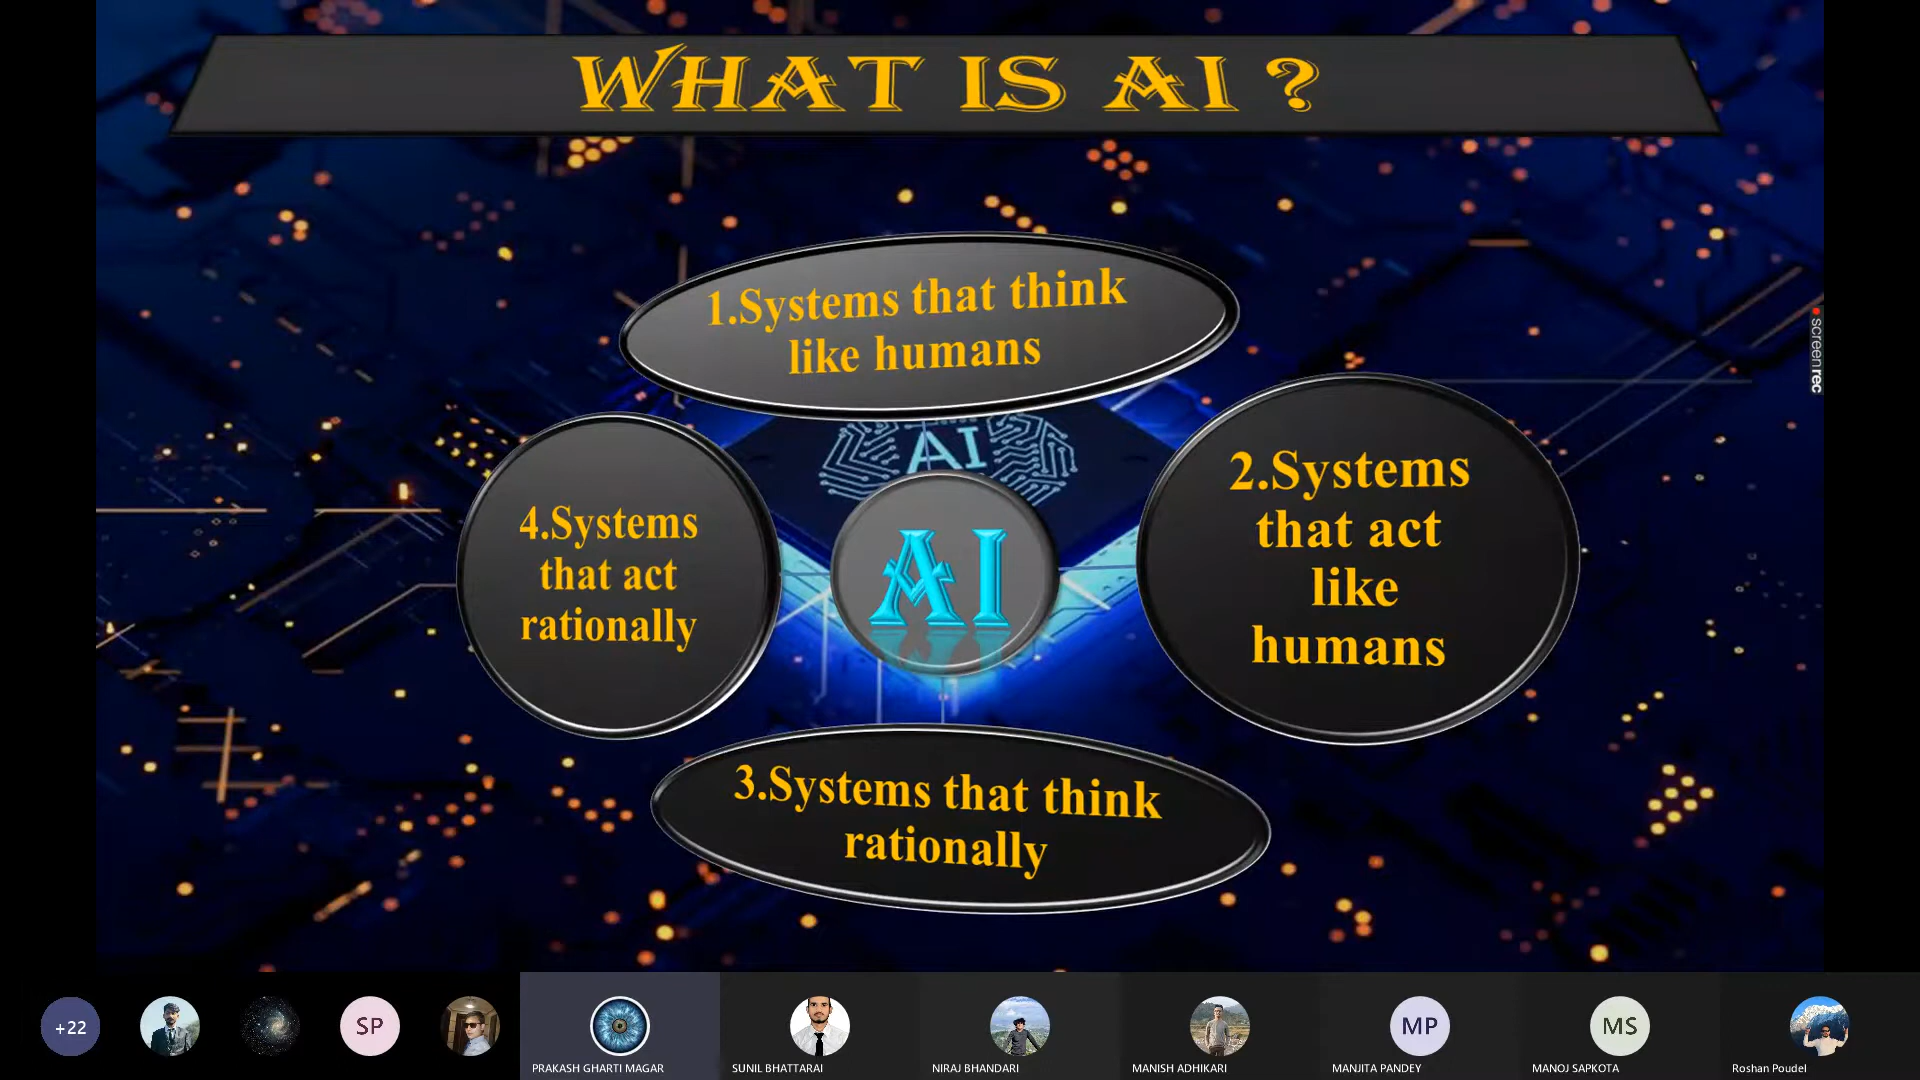 WHAT IS AI ?
1.Systems that think
like humans
AI
2.Systems
that act
like
humans
4.Systems
that act
rationally
AI
3.Systems that think
rationally
screenrec
+22
SP
MP
MS
PRAKASH GHARTI MAGAR
SUNIL BHATTARAI
NIRAJ BHANDARI
MANISH ADHIKARI
MANJITA PANDEY
MANOJ SAPKOTA
Roshan Poudel